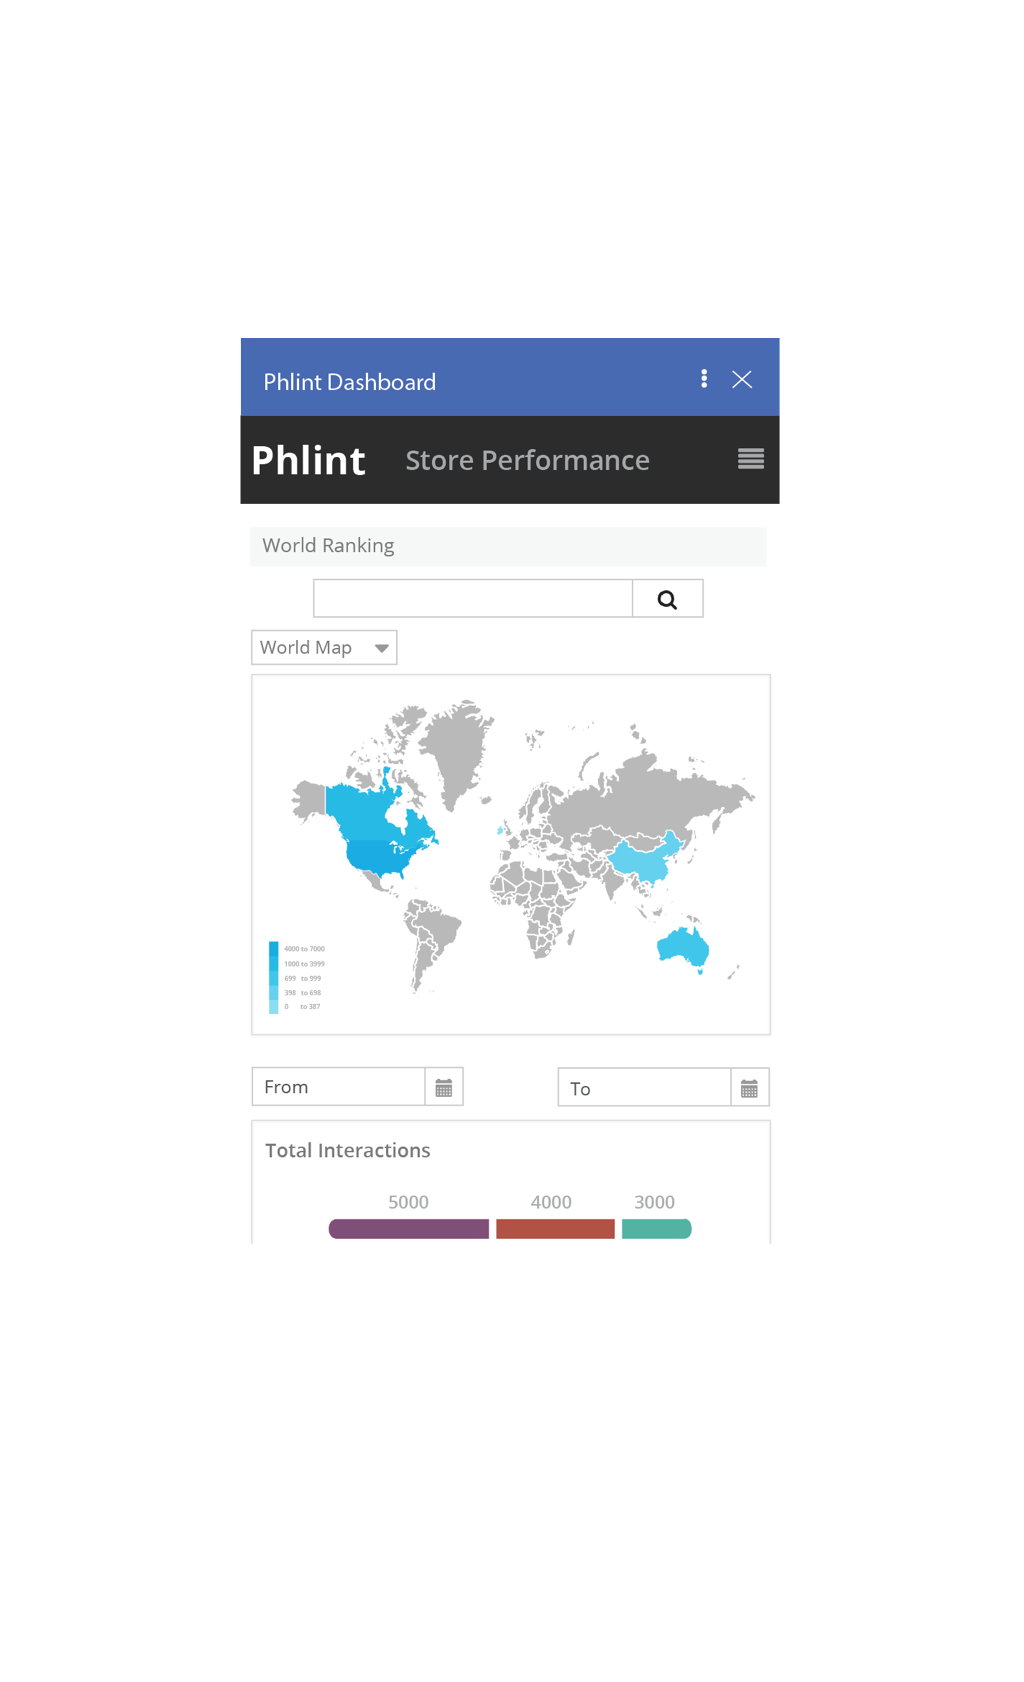 Phlint Dashboard
Phlint Store Performance
World Ranking
World Map
4000 to 7000
1000 to 3999
699 to 999
398 to 698
0 to 387
From
To
Total Interactions
5000 4000 3000